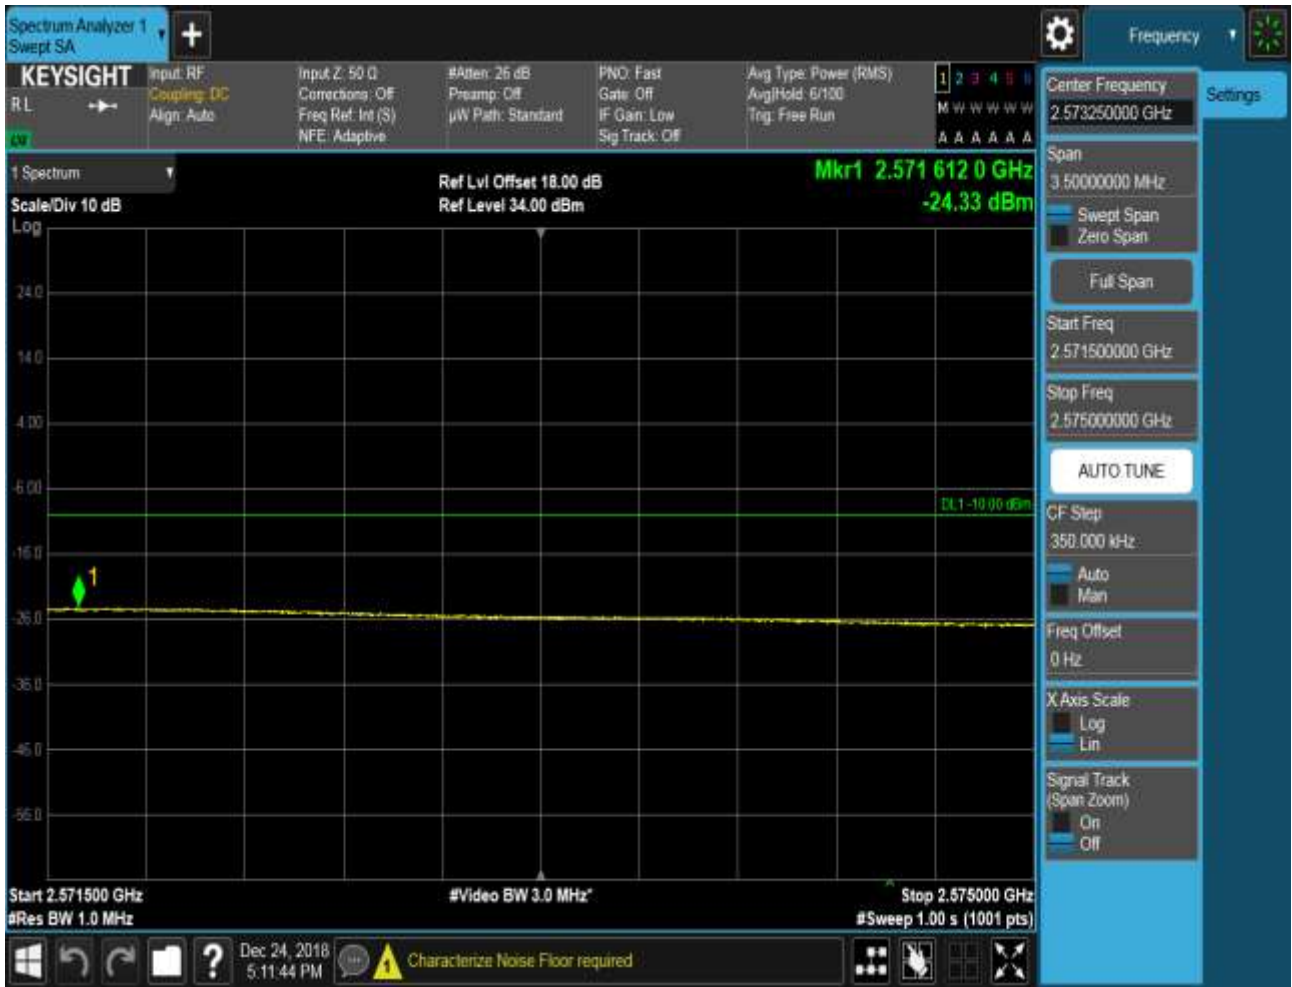 Spectrum Analyzer 1
Swept SA
+
Frequency
KEYSIGHT
RL
Input: RF
Coupling: DC
Align: Auto
Input Z: 50 Ω
Corrections: Off
Freq Ref: Int (S)
NFE: Adaptive
#Atten: 26 dB
Preamp: Off
µW Path: Standard
PNO: Fast
Gate: Off
IF Gain: Low
Sig Track: Off
Avg Type: Power (RMS)
Avg|Hold: 6/100
Trig: Free Run
1 2 3 4 5 6
M W W W W W
A A A A A A
Center Frequency
2.573250000 GHz
Settings
Span
3.50000000 MHz
Swept Span
Zero Span
Full Span
Start Freq
2.571500000 GHz
Stop Freq
2.575000000 GHz
AUTO TUNE
CF Step
350.000 kHz
Auto
Man
Freq Offset
0 Hz
X Axis Scale
Log
Lin
Signal Track
(Span Zoom)
On
Off
1 Spectrum
Scale/Div 10 dB
Log
Ref Lvl Offset 18.00 dB
Ref Level 34.00 dBm
Mkr1 2.571 612 0 GHz
-24.33 dBm
24.0
14.0
4.00
-6.00
DL1 -10.00 dBm
-16.0
1
-26.0
-36.0
-46.0
-56.0
Start 2.571500 GHz
#Video BW 3.0 MHz*
Stop 2.575000 GHz
#Res BW 1.0 MHz
#Sweep 1.00 s (1001 pts)
?
Dec 24, 2018
5:11:44 PM
1
Characterize Noise Floor required